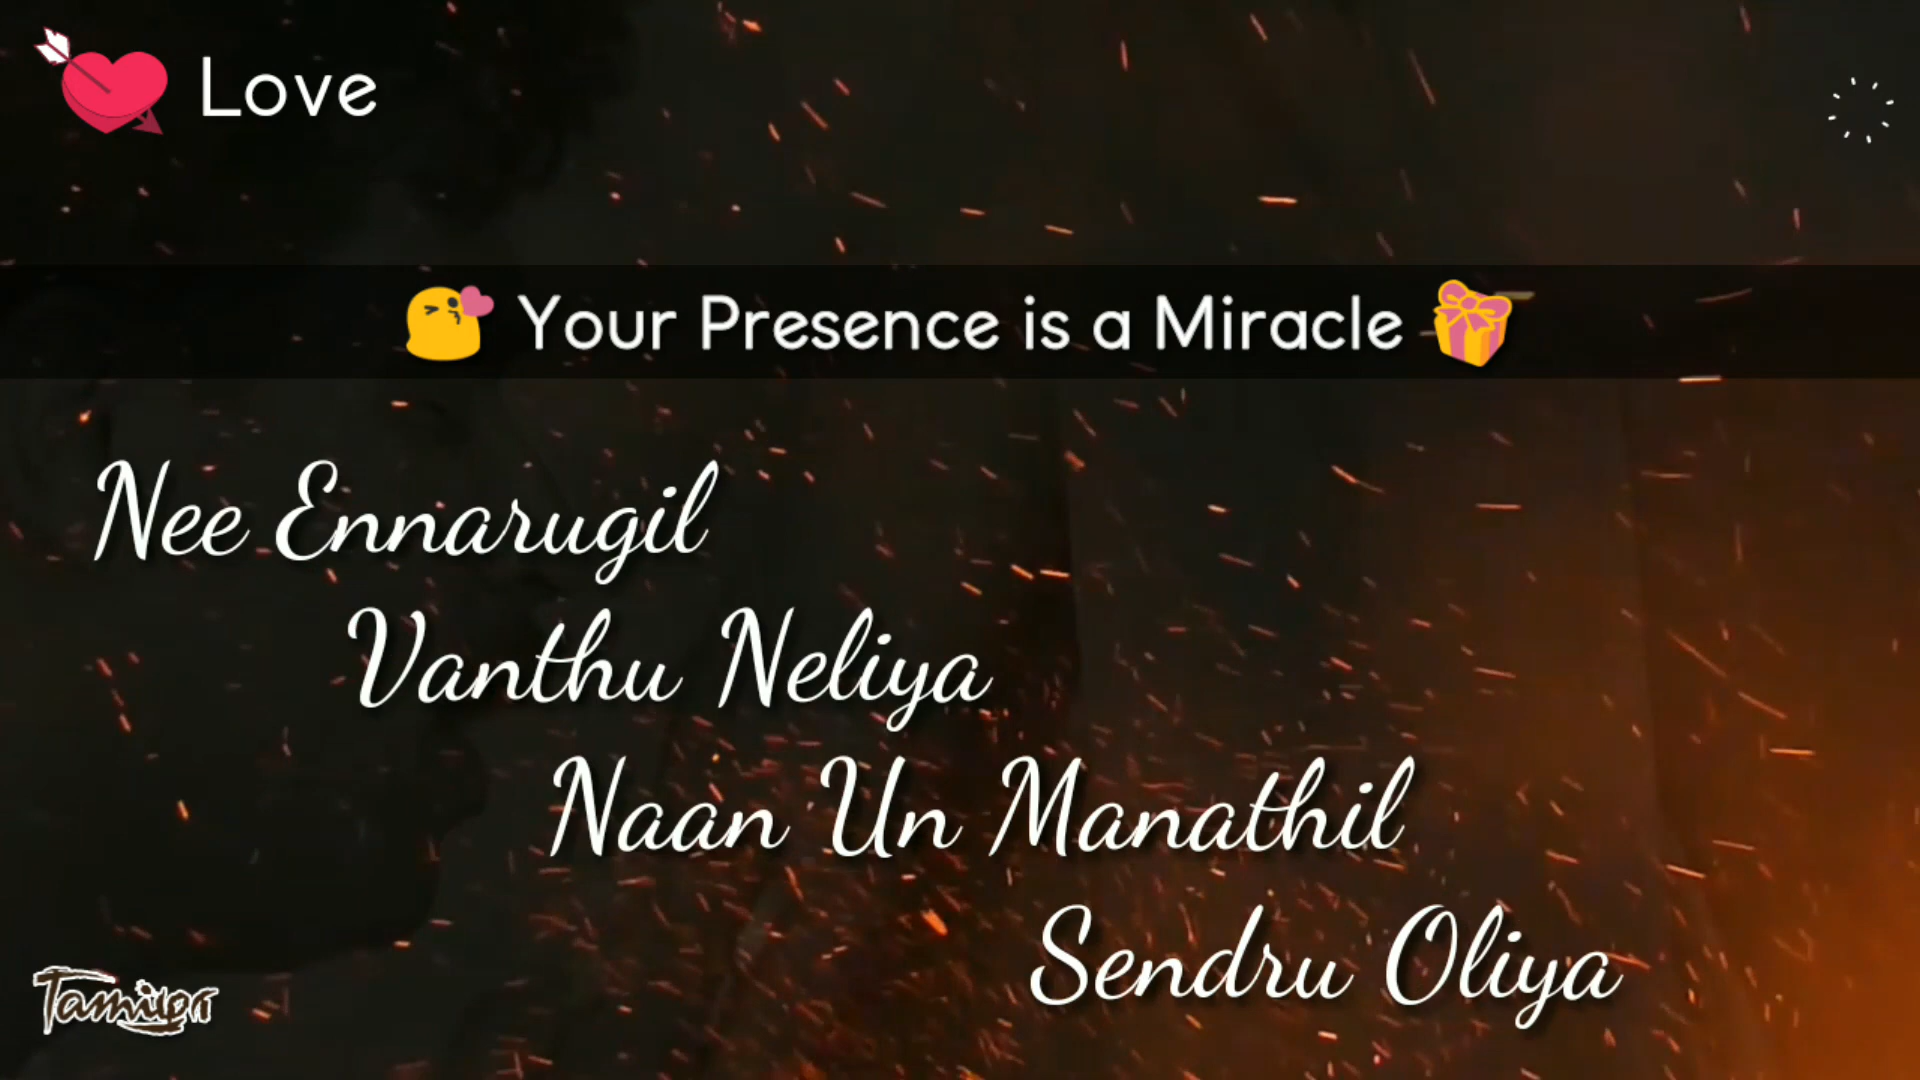 Love
Your Presence is a Miracle
Nee Ennarugil
Vanthu Neliya
Naan Un Manathil
Sendru Oliya